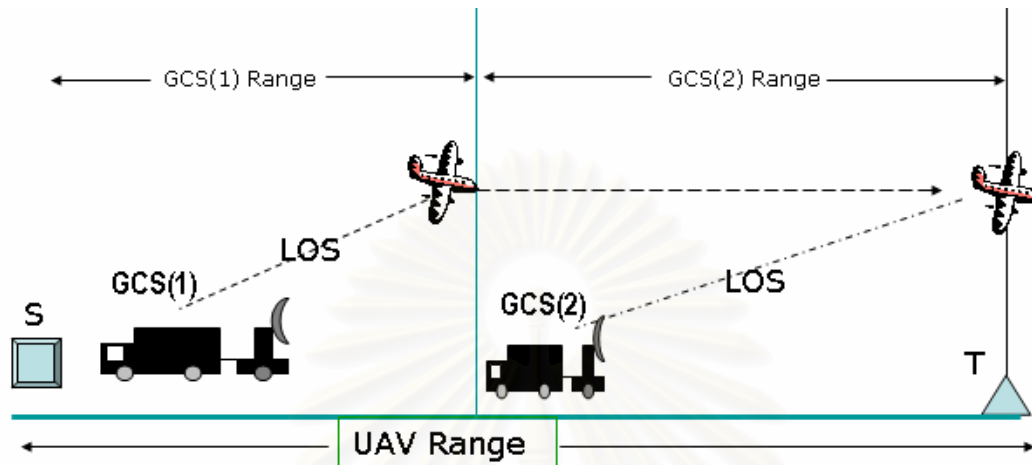 GCS(1) Range
GCS(2) Range
LOS
GCS(1)
LOS
GCS(2)
S
T
UAV Range